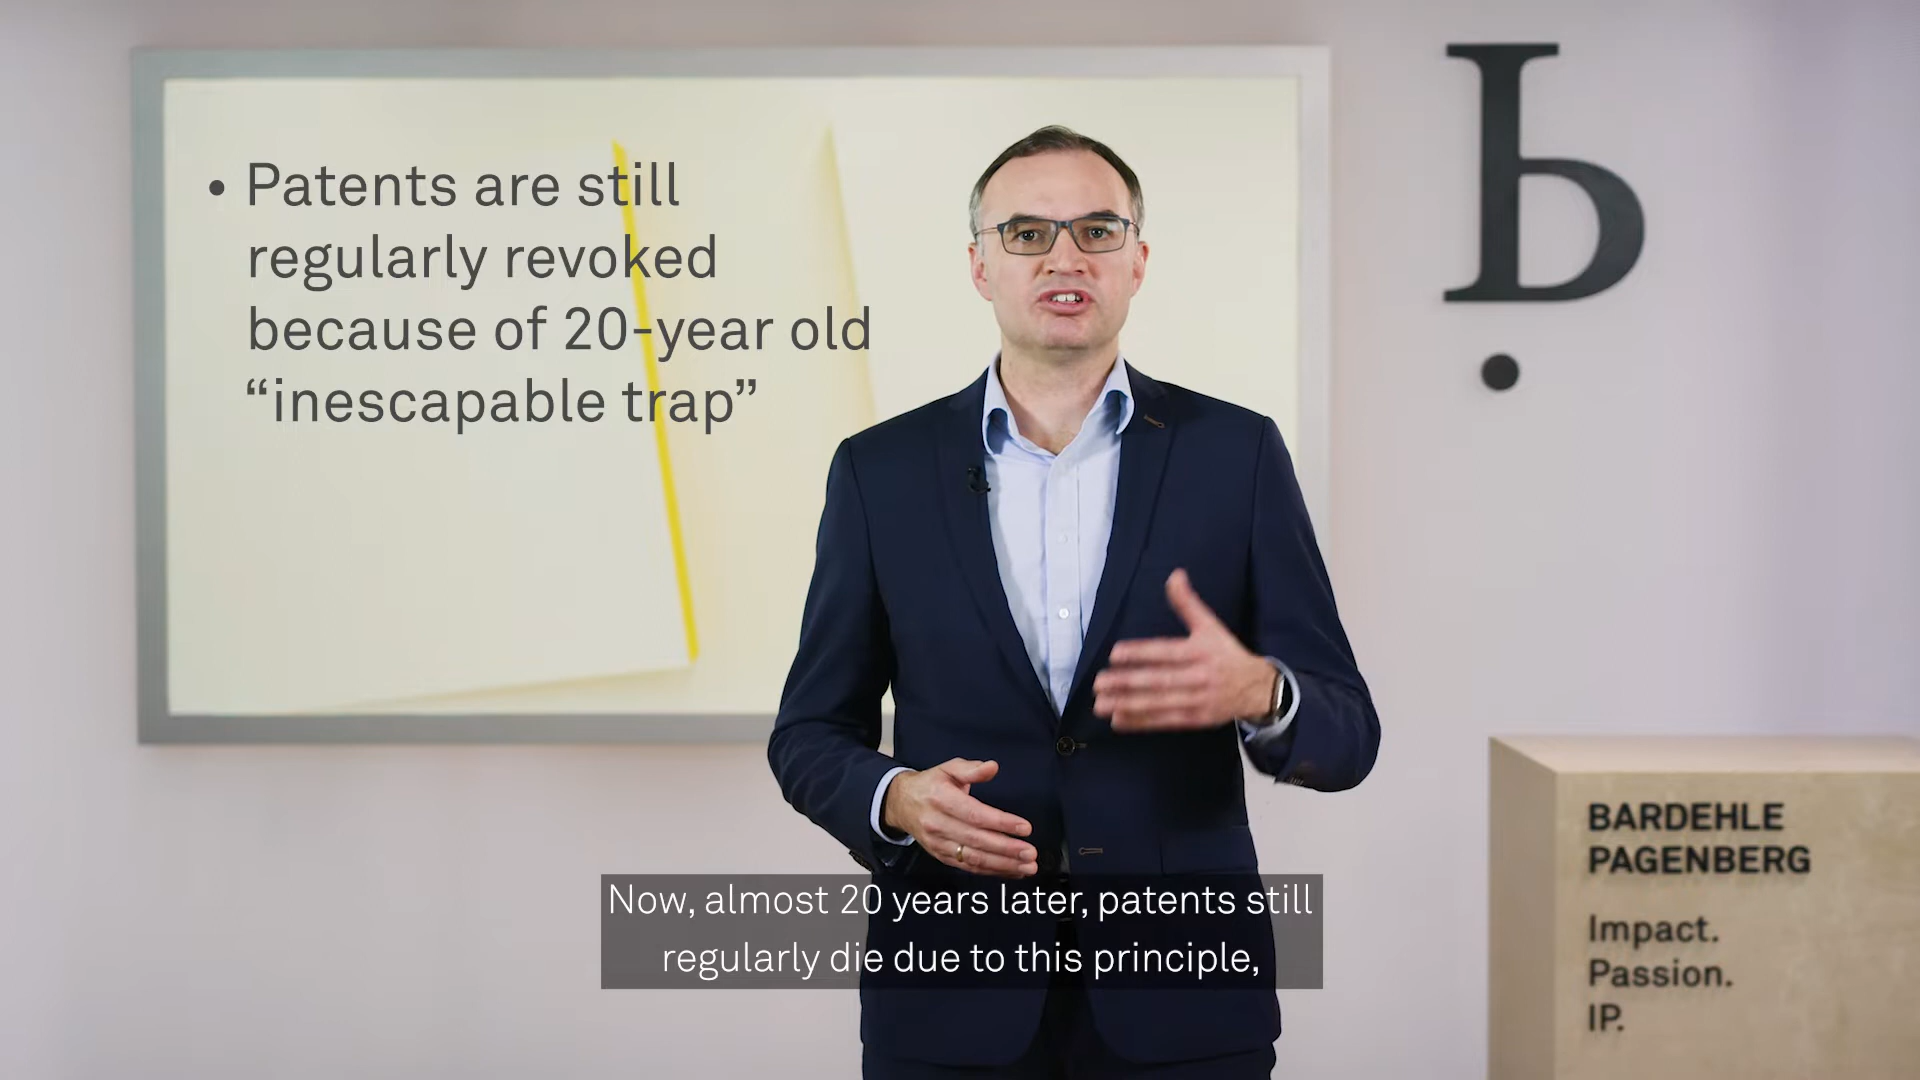 • Patents are still
regularly revoked
because of 20-year old
“inescapable trap”
b
Now, almost 20 years later, patents still
regularly die due to this principle,
BARDEHLE
PAGENBERG
Impact.
Passion.
IP.